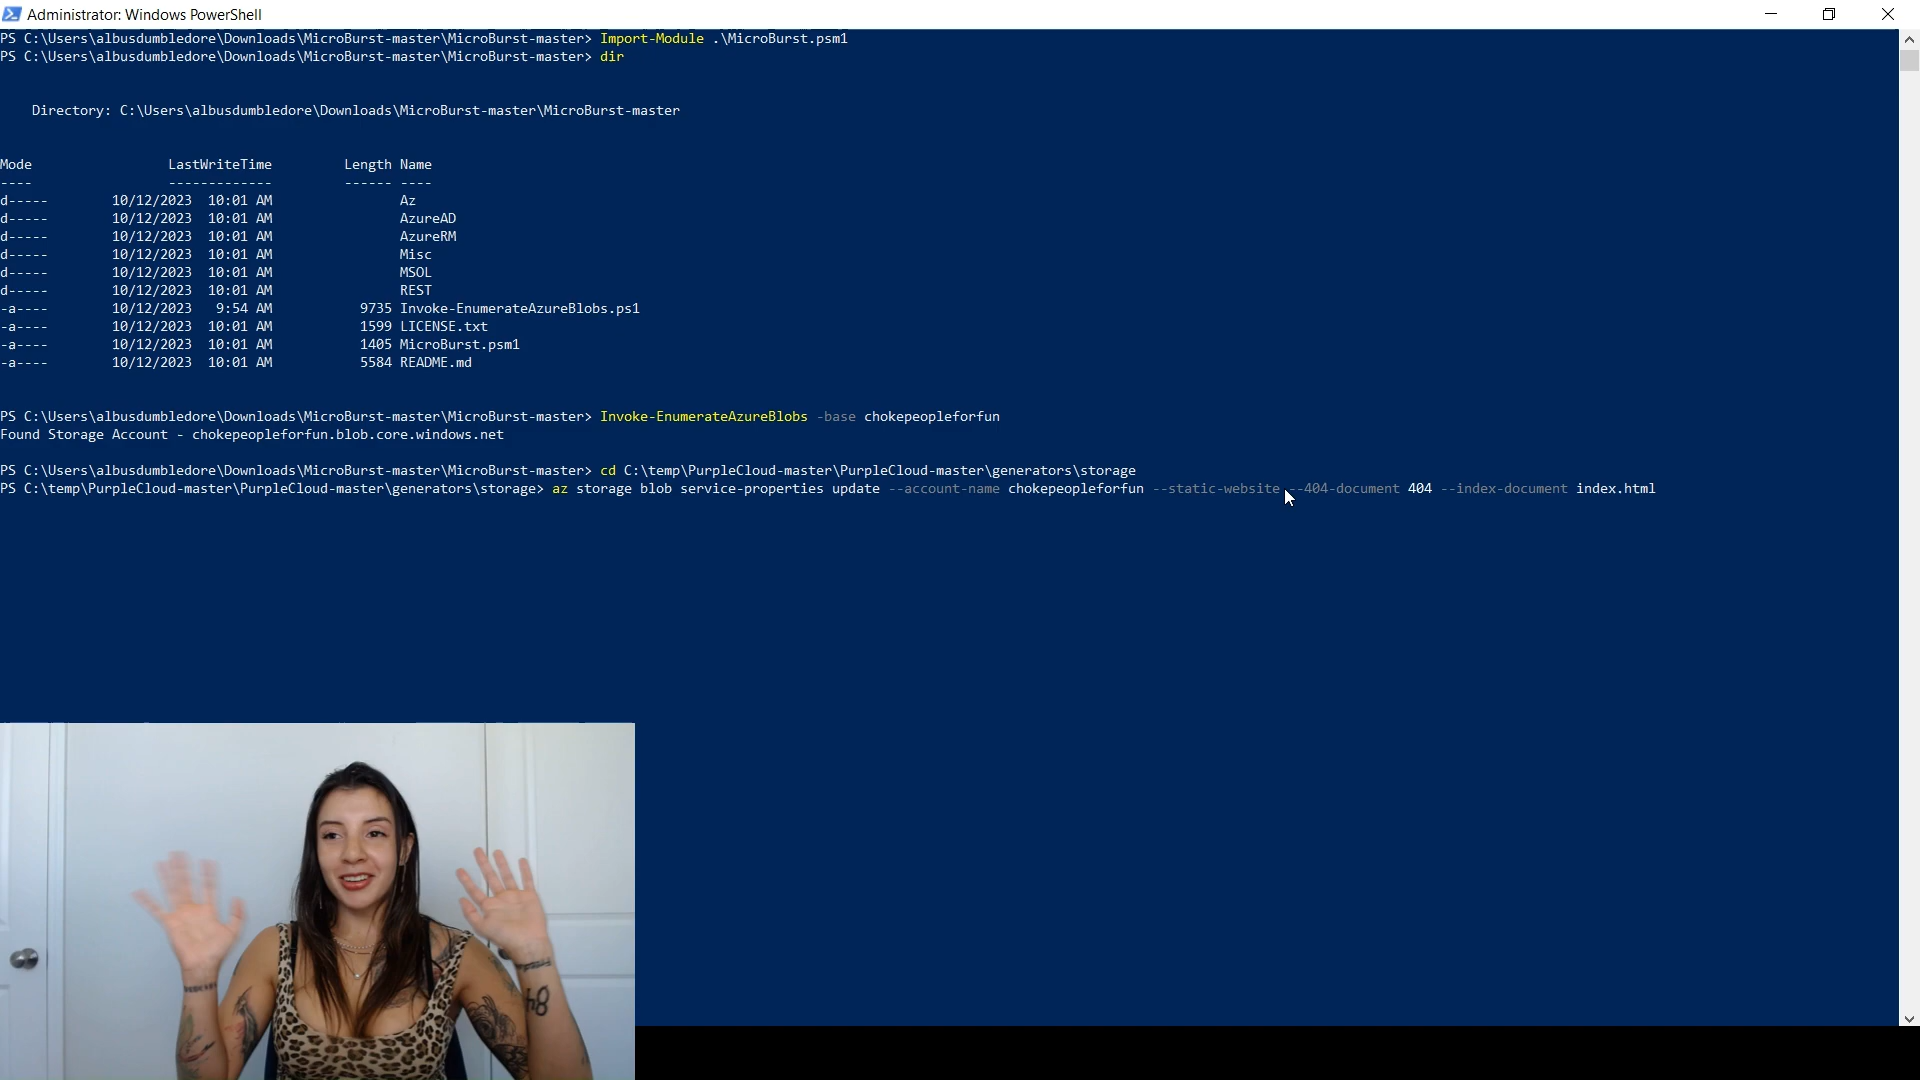 Administrator: Windows PowerShell
PS C:\Users\albusdumbledore\Downloads\MicroBurst-master\MicroBurst-master> Import-Module .\MicroBurst.psm1
PS C:\Users\albusdumbledore\Downloads\MicroBurst-master\MicroBurst-master> dir
Directory: C:\Users\albusdumbledore\Downloads\MicroBurst-master\MicroBurst-master
Mode LastWriteTime Length Name
---- ------------- ------ ----
d----- 10/12/2023 10:01 AM Az
d----- 10/12/2023 10:01 AM AzureAD
d----- 10/12/2023 10:01 AM AzureRM
d----- 10/12/2023 10:01 AM Misc
d----- 10/12/2023 10:01 AM MSOL
d----- 10/12/2023 10:01 AM REST
-a---- 10/12/2023 9:54 AM 9735 Invoke-EnumerateAzureBlobs.ps1
-a---- 10/12/2023 10:01 AM 1599 LICENSE.txt
-a---- 10/12/2023 10:01 AM 1405 MicroBurst.psm1
-a---- 10/12/2023 10:01 AM 5584 README.md
PS C:\Users\albusdumbledore\Downloads\MicroBurst-master\MicroBurst-master> Invoke-EnumerateAzureBlobs -base chokepeopleforfun
Found Storage Account - chokepeopleforfun.blob.core.windows.net
PS C:\Users\albusdumbledore\Downloads\MicroBurst-master\MicroBurst-master> cd C:\temp\PurpleCloud-master\PurpleCloud-master\generators\storage
PS C:\temp\PurpleCloud-master\PurpleCloud-master\generators\storage> az storage blob service-properties update --account-name chokepeopleforfun --static-website --404-document 404 --index-document index.html